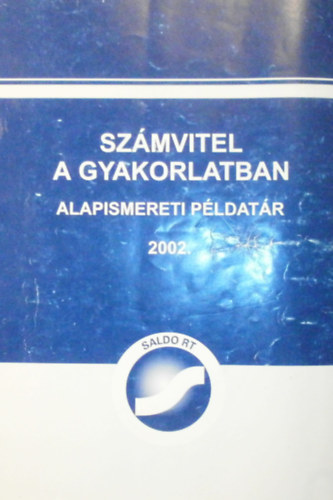 SZÁMVITEL
A GYAKORLATBAN
ALAPISMERETI PÉLDATÁR
2002.
SALDO RT